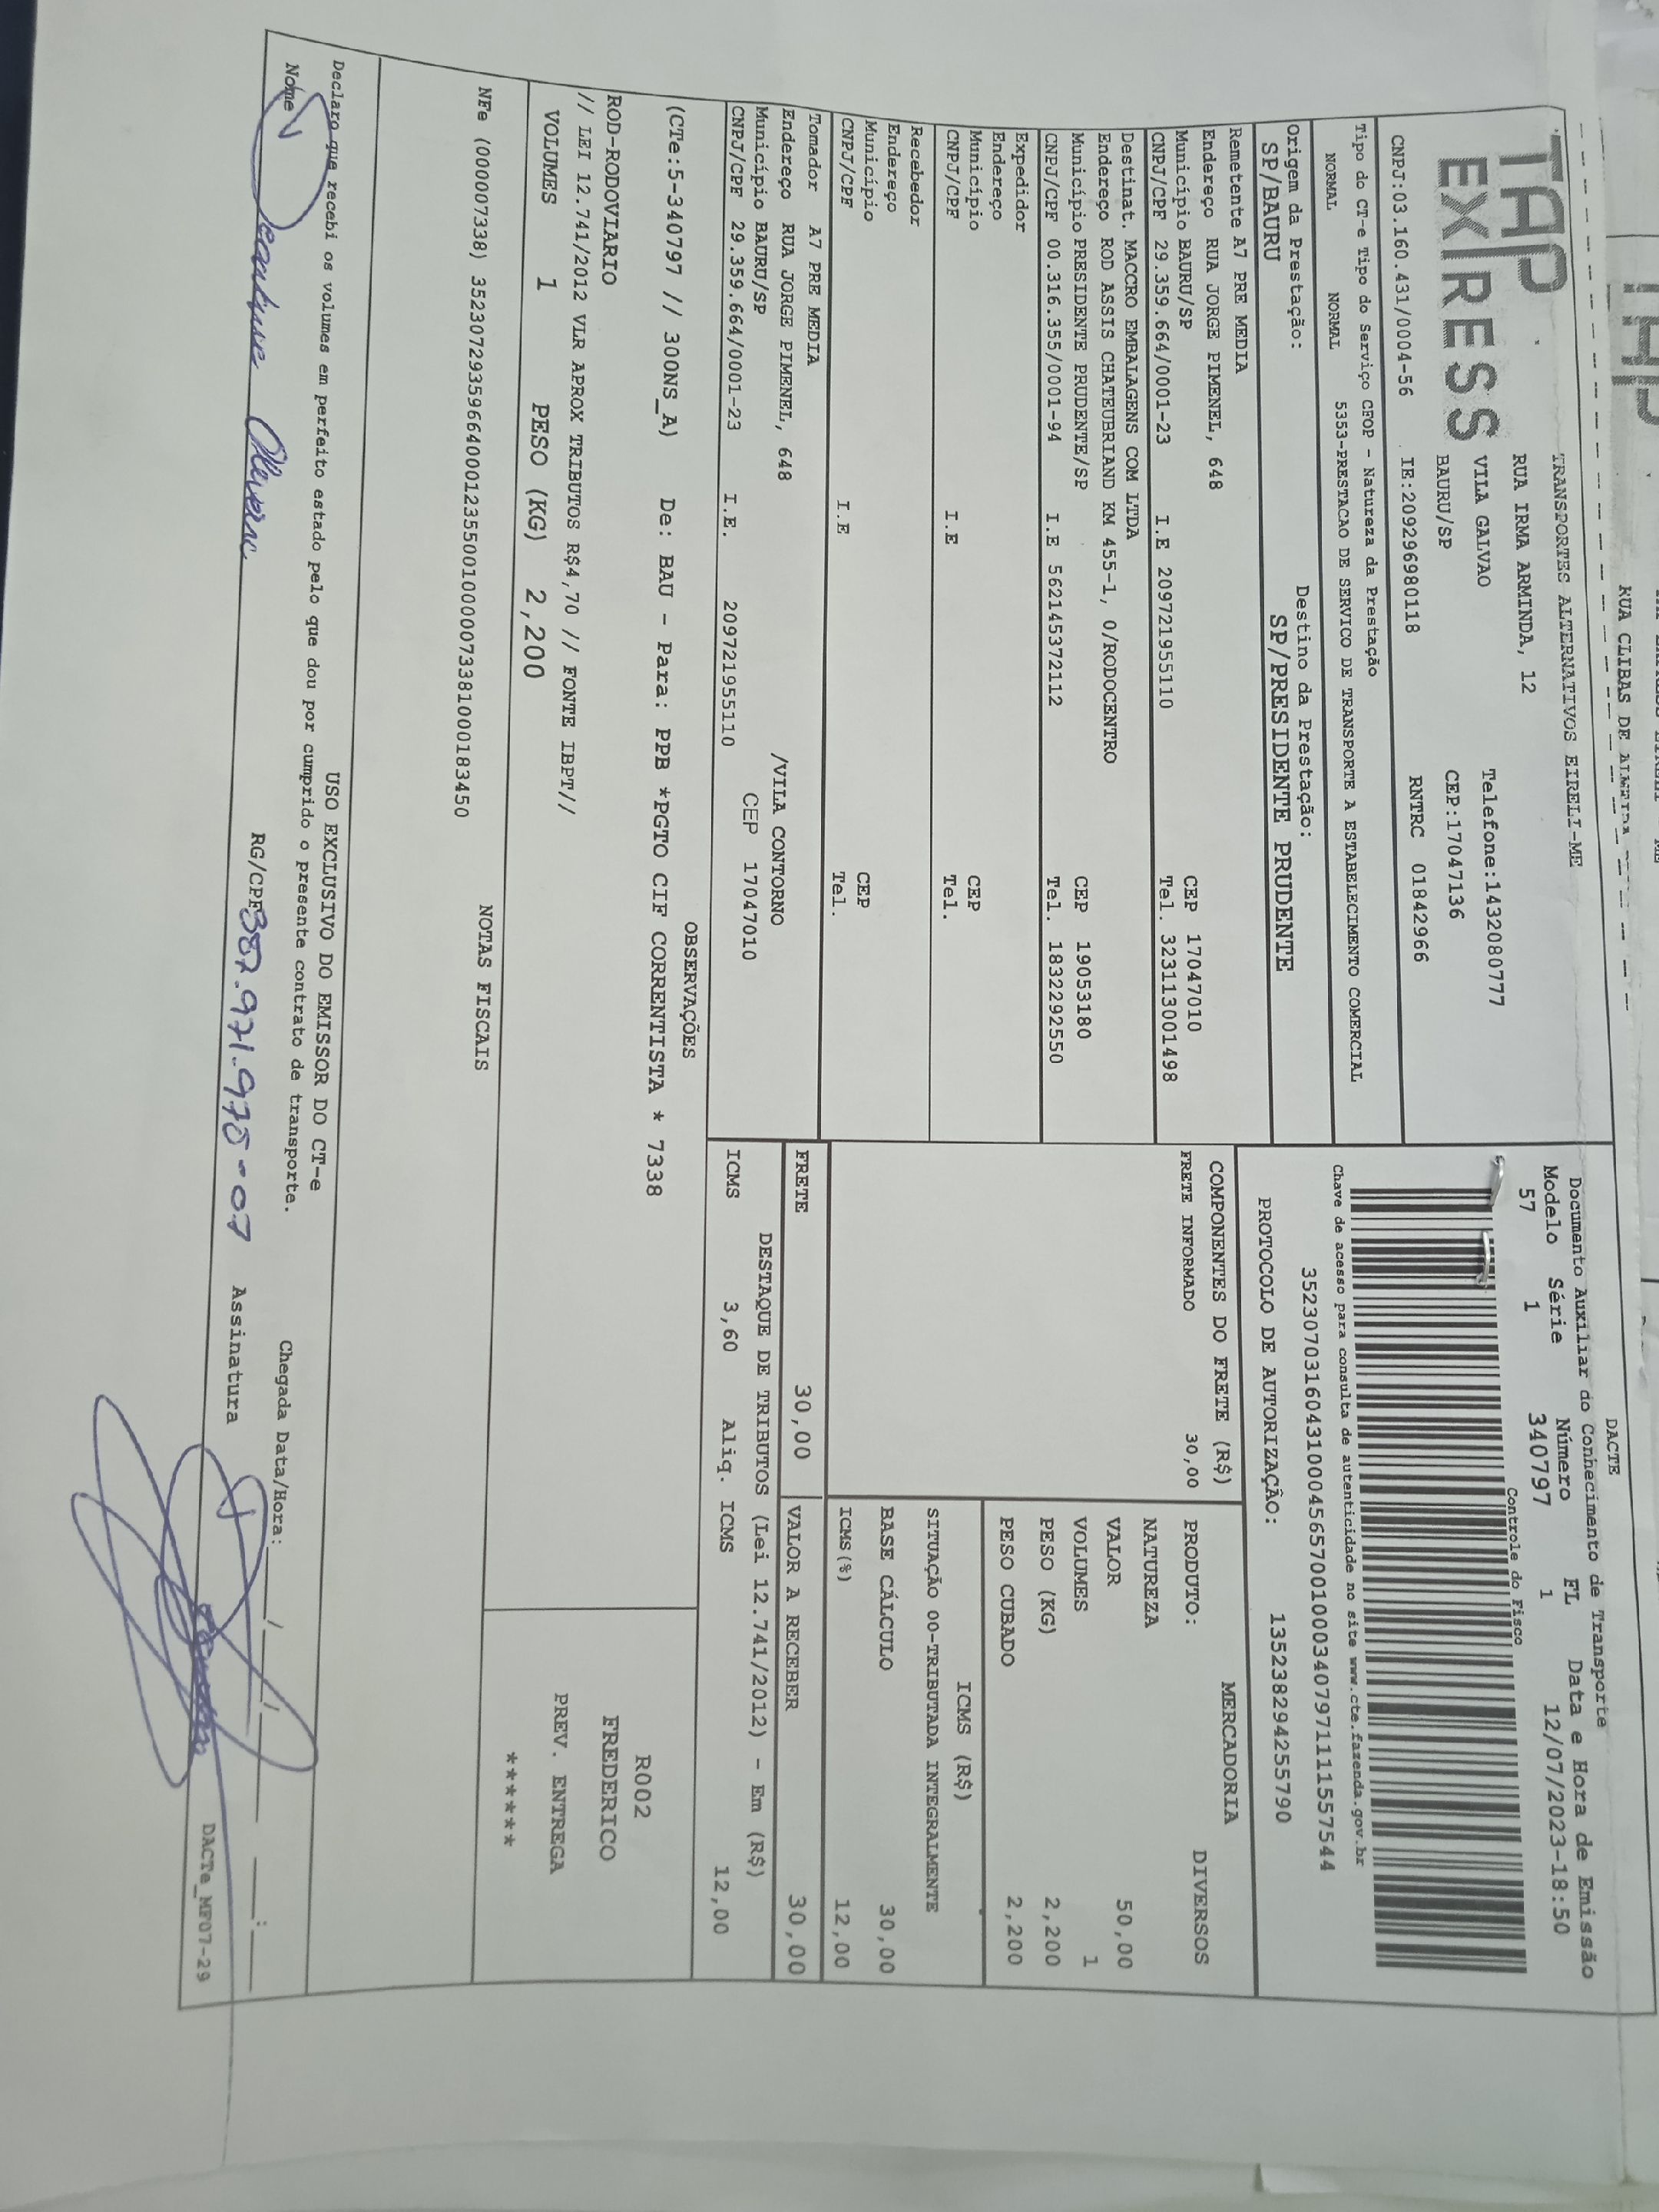 RUA CLIBAS DE ALMEIDA
TAP EXPRESS
TRANSPORTES ALTERNATIVOS EIRELI-ME
RUA IRMA ARMINDA, 12
VILA GALVAO Telefone:1432080777
BAURU/SP CEP:17047136
CNPJ:03.160.431/0004-56 IE:209296980118 RNTRC 01842966
Tipo do CT-e Tipo do Serviço CFOP - Natureza da Prestação
NORMAL NORMAL 5353-PRESTACAO DE SERVICO DE TRANSPORTE A ESTABELECIMENTO COMERCIAL
Origem da Prestação: Destino da Prestação:
SP/BAURU SP/PRESIDENTE PRUDENTE
DACTE
Documento Auxiliar do Conhecimento de Transporte
Modelo Série Número FL Data e Hora de Emissão
57 1 340797 1 12/07/2023-18:50
Controle do Fisco
Chave de acesso para consulta de autenticidade no site www.cte.fazenda.gov.br
35230703160431000456570010003407971111557544
PROTOCOLO DE AUTORIZAÇÃO: 135238294255790
Remetente A7 PRE MEDIA
Endereço RUA JORGE PIMENEL, 648
Município BAURU/SP CEP 17047010
CNPJ/CPF 29.359.664/0001-23 I.E 209721955110 Tel. 323113001498
Destinat. MACCRO EMBALAGENS COM LTDA
Endereço ROD ASSIS CHATEUBRIAND KM 455-1, 0/RODOCENTRO
Município PRESIDENTE PRUDENTE/SP CEP 19053180
CNPJ/CPF 00.316.355/0001-94 I.E 562145372112 Tel. 1832292550
Expedidor
Endereço
Município CEP
CNPJ/CPF I.E Tel.
Recebedor
Endereço
Município CEP
CNPJ/CPF I.E Tel.
Tomador A7 PRE MEDIA
Endereço RUA JORGE PIMENEL, 648 /VILA CONTORNO
Município BAURU/SP CEP 17047010
CNPJ/CPF 29.359.664/0001-23 I.E. 209721955110
COMPONENTES DO FRETE (R$)
FRETE INFORMADO 30,00
MERCADORIA
PRODUTO: DIVERSOS
NATUREZA
VALOR 50,00
VOLUMES 1
PESO (KG) 2,200
PESO CUBADO 2,200
ICMS (R$)
SITUAÇÃO 00-TRIBUTADA INTEGRALMENTE
BASE CÁLCULO 30,00
ICMS(%) 12,00
FRETE 30,00 VALOR A RECEBER 30,00
DESTAQUE DE TRIBUTOS (Lei 12.741/2012) - Em (R$)
ICMS 3,60 Aliq. ICMS 12,00
OBSERVAÇÕES
(CTe:5-340797 // 300NS_A) De: BAU - Para: PPB *PGTO CIF CORRENTISTA * 7338
ROD-RODOVIARIO
// LEI 12.741/2012 VLR APROX TRIBUTOS R$4,70 // FONTE IBPT//
VOLUMES 1 PESO (KG) 2,200
R002
FREDERICO
PREV. ENTREGA
******
NOTAS FISCAIS
NFe (000007338) 35230729359664000123550010000073381000183450
USO EXCLUSIVO DO EMISSOR DO CT-e
Declaro que recebi os volumes em perfeito estado pelo que dou por cumprido o presente contrato de transporte.
Chegada Data/Hora: ____/____/____ ____:____
Nome Oliveira RG/CPF 387.971.978-07 Assinatura
DACTe_MF07-29